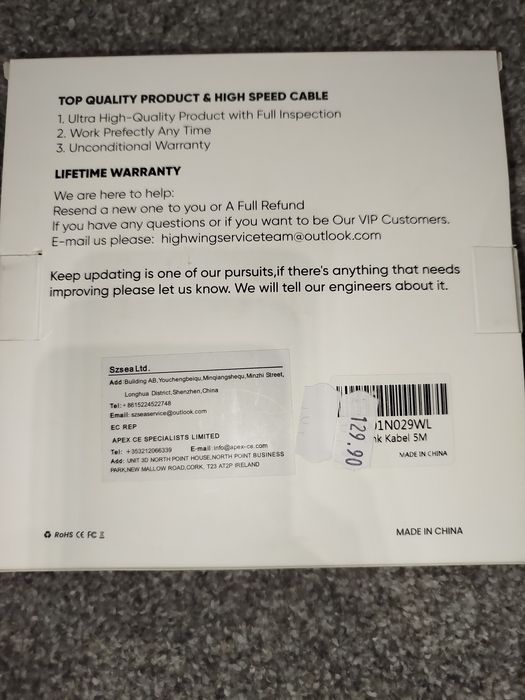 TOP QUALITY PRODUCT & HIGH SPEED CABLE
1. Ultra High-Quality Product with Full Inspection
2. Work Prefectly Any Time
3. Unconditional Warranty
LIFETIME WARRANTY
We are here to help:
Resend a new one to you or A Full Refund
If you have any questions or if you want to be Our VIP Customers.
E-mail us please: highwingserviceteam@outlook.com
Keep updating is one of our pursuits,if there's anything that needs
improving please let us know. We will tell our engineers about it.
Szsea Ltd.
Add: Building AB,Youchengbeiqu,Minqiangshequ,Minzhi Street,
Longhua District,Shenzhen,China
Tel:+8615224522748
Email: szseaservice@outlook.com
EC REP
APEX CE SPECIALISTS LIMITED
Tel: +353212066339 E-mail: info@apex-ce.com
Add: UNIT 3D NORTH POINT HOUSE,NORTH POINT BUSINESS
PARK,NEW MALLOW ROAD,CORK, T23 AT2P IRELAND
129.90
1N029WL
nk Kabel 5M
MADE IN CHINA
RoHS CE FC
MADE IN CHINA